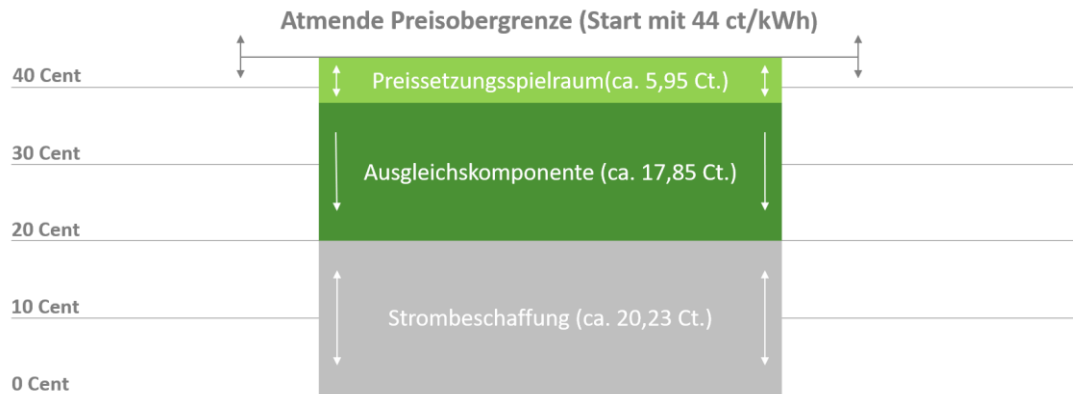 Atmende Preisobergrenze (Start mit 44 ct/kWh)
40 Cent
Preissetzungsspielraum(ca. 5,95 Ct.)
30 Cent
Ausgleichskomponente (ca. 17,85 Ct.)
20 Cent
10 Cent
Strombeschaffung (ca. 20,23 Ct.)
0 Cent